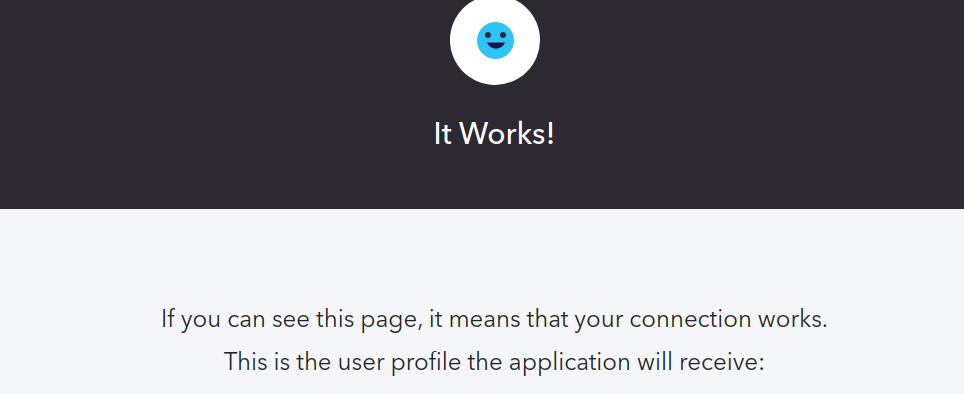 It Works!
If you can see this page, it means that your connection works.
This is the user profile the application will receive: